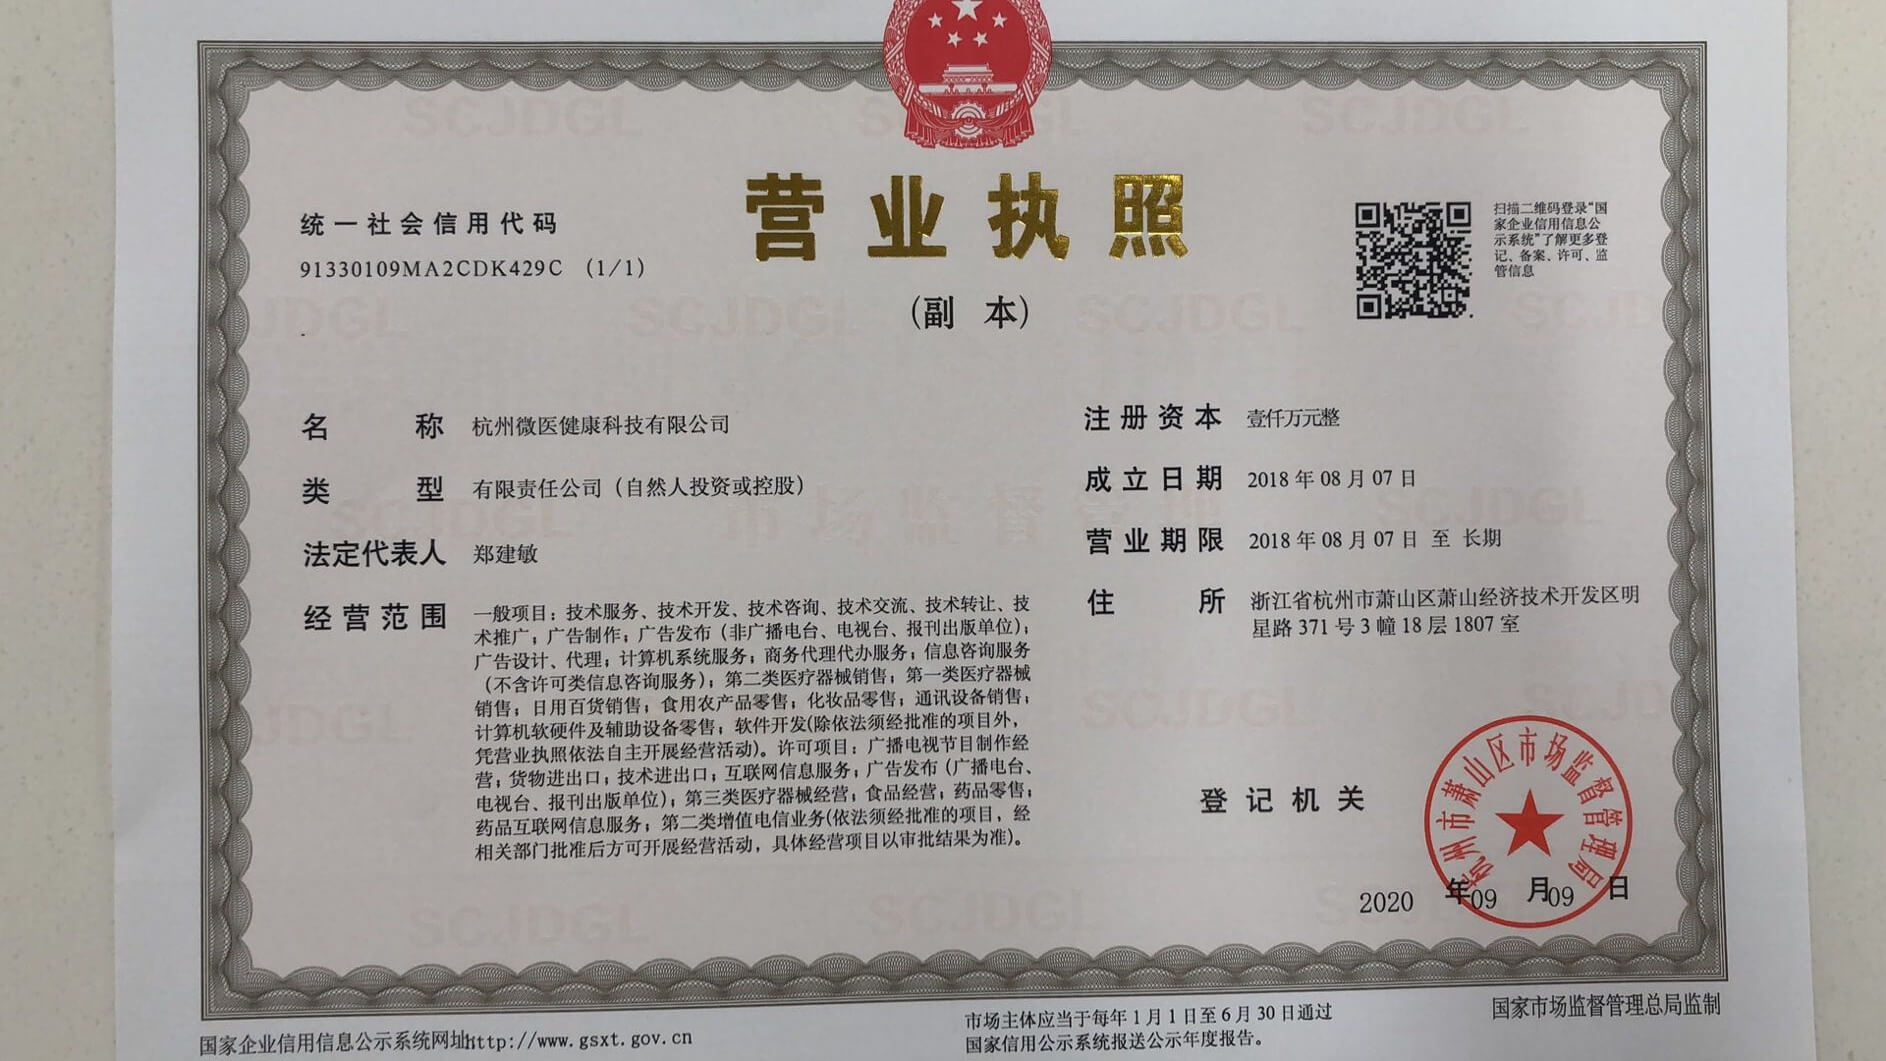 营业执照
(副 本)
统一社会信用代码
91330109MA2CDK429C (1/1)
扫描二维码登录“国
家企业信用信息公
示系统”了解更多登
记、备案、许可、监
管信息
名 称 杭州微医健康科技有限公司
类 型 有限责任公司（自然人投资或控股）
法定代表人 郑建敏
经营范围 一般项目：技术服务、技术开发、技术咨询、技术交流、技术转让、技
术推广；广告制作；广告发布（非广播电台、电视台、报刊出版单位）；
广告设计、代理；计算机系统服务；商务代理代办服务；信息咨询服务
（不含许可类信息咨询服务）；第二类医疗器械销售；第一类医疗器械
销售；日用百货销售；食用农产品零售；化妆品零售；通讯设备销售；
计算机软硬件及辅助设备零售；软件开发(除依法须经批准的项目外，
凭营业执照依法自主开展经营活动)。许可项目：广播电视节目制作经
营；货物进出口；技术进出口；互联网信息服务；广告发布（广播电台、
电视台、报刊出版单位）；第三类医疗器械经营；食品经营；药品零售；
药品互联网信息服务；第二类增值电信业务(依法须经批准的项目，经
相关部门批准后方可开展经营活动，具体经营项目以审批结果为准)。
注册资本 壹仟万元整
成立日期 2018年08月07日
营业期限 2018年08月07日 至 长期
住 所 浙江省杭州市萧山区萧山经济技术开发区明
星路371号3幢18层1807室
登记机关
杭州市萧山区市场监督管理局
2020 年09 月09 日
国家企业信用信息公示系统网址http://www.gsxt.gov.cn
市场主体应当于每年1月1日至6月30日通过
国家信用公示系统报送公示年度报告。
国家市场监督管理总局监制